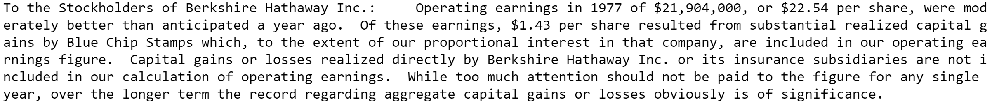 To the Stockholders of Berkshire Hathaway Inc.:     Operating earnings in 1977 of $21,904,000, or $22.54 per share, were mod
erately better than anticipated a year ago.  Of these earnings, $1.43 per share resulted from substantial realized capital g
ains by Blue Chip Stamps which, to the extent of our proportional interest in that company, are included in our operating ea
rnings figure.  Capital gains or losses realized directly by Berkshire Hathaway Inc. or its insurance subsidiaries are not i
ncluded in our calculation of operating earnings.  While too much attention should not be paid to the figure for any single
year, over the longer term the record regarding aggregate capital gains or losses obviously is of significance.